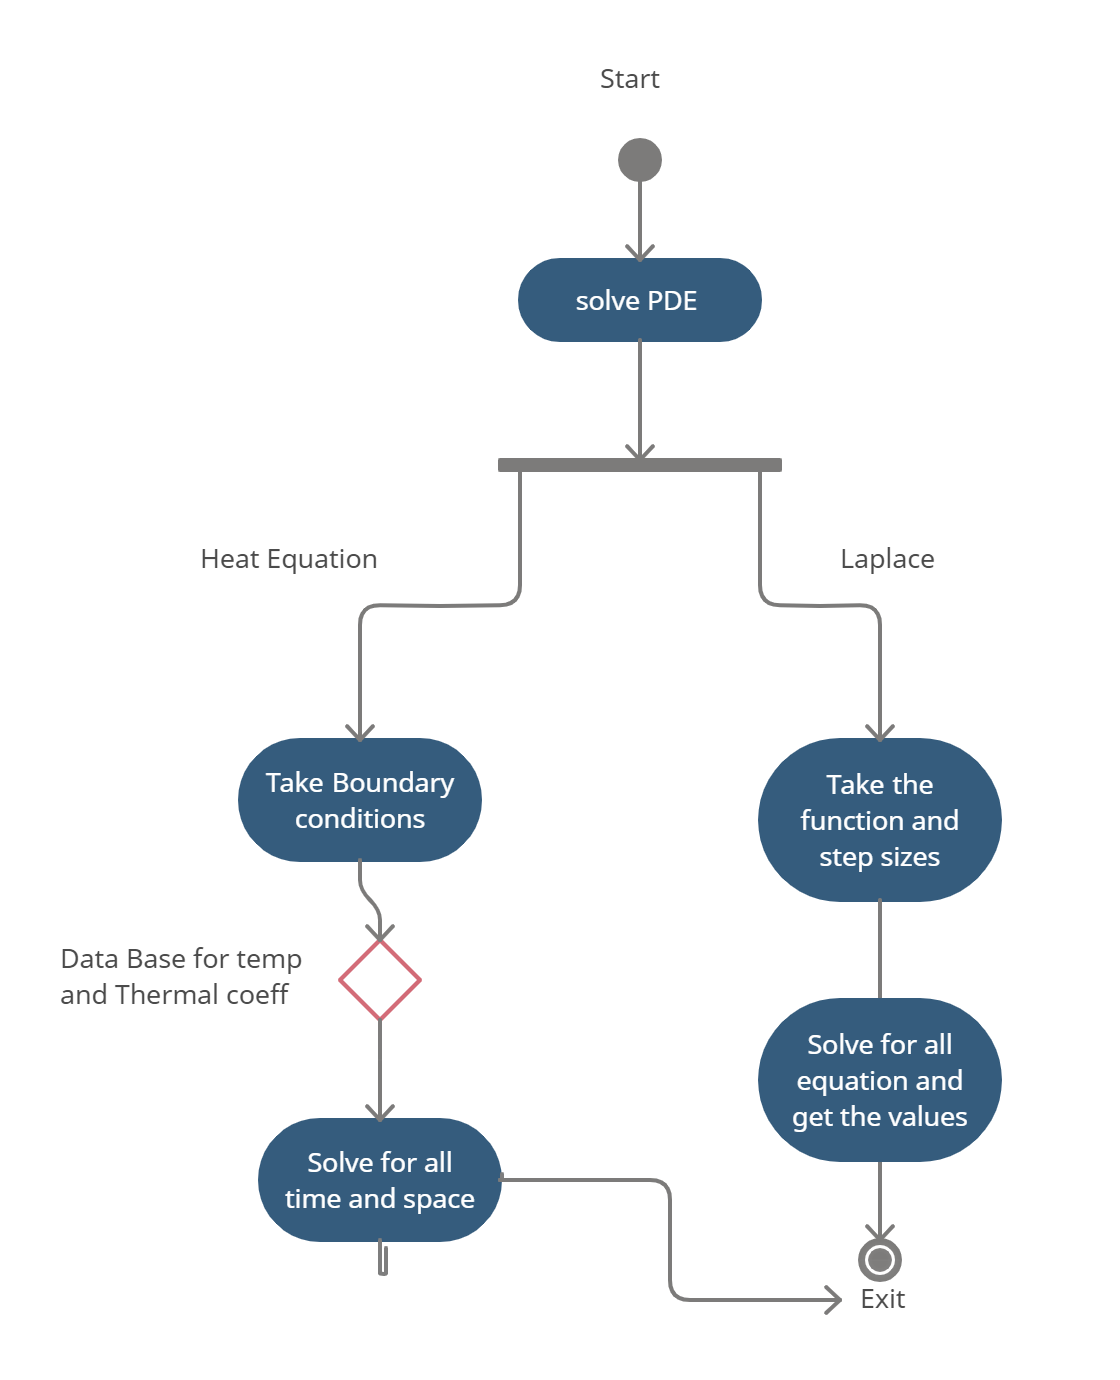 Start
solve PDE
Heat Equation
Laplace
Take Boundary
conditions
Take the
function and
step sizes
Data Base for temp
and Thermal coeff
Solve for all
equation and
get the values
Solve for all
time and space
Exit